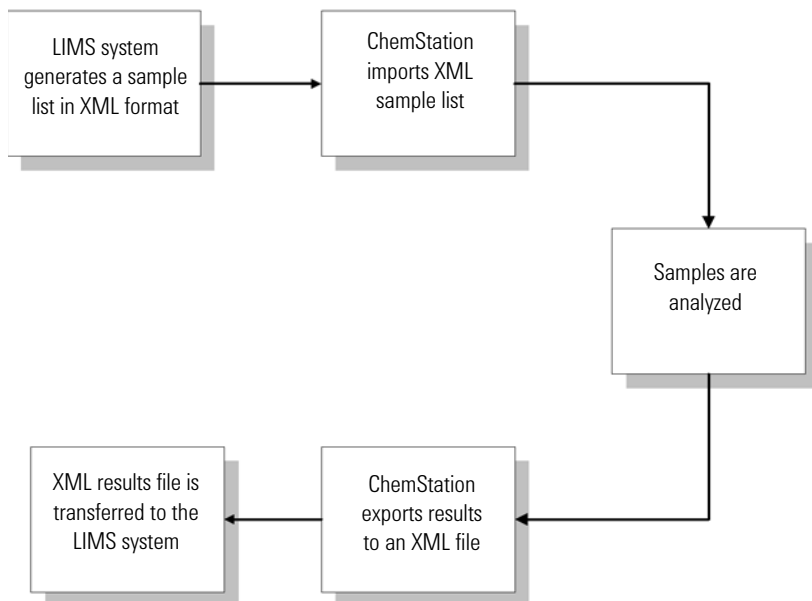 LIMS system
generates a sample
list in XML format
ChemStation
imports XML
sample list
Samples are
analyzed
ChemStation
exports results
to an XML file
XML results file is
transferred to the
LIMS system